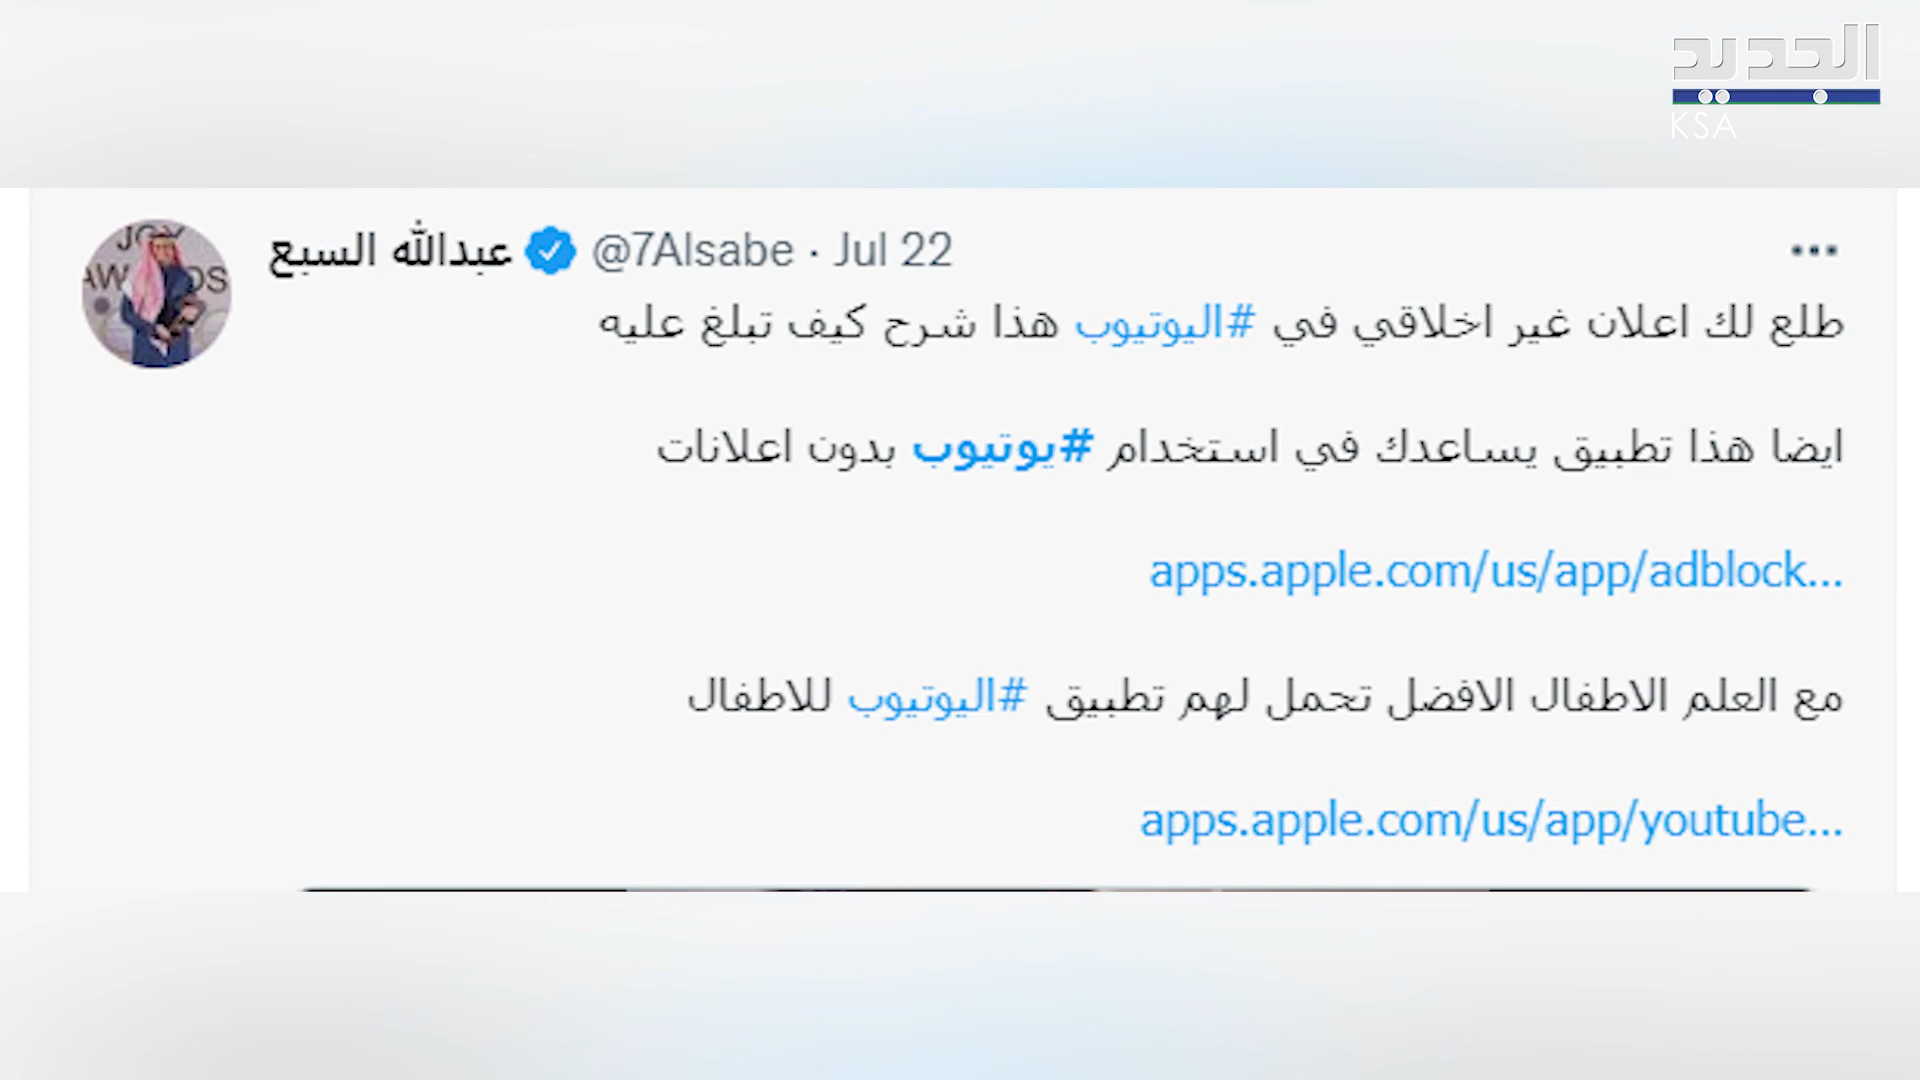 الجديد
KSA
عبدالله السبع @7Alsabe · Jul 22
JOY
AWARDS
طلع لك اعلان غير اخلاقي في #اليوتيوب هذا شرح كيف تبلغ عليه
ايضا هذا تطبيق يساعدك في استخدام #يوتيوب بدون اعلانات
apps.apple.com/us/app/adblock...
مع العلم الاطفال الافضل تحمل لهم تطبيق #اليوتيوب للاطفال
apps.apple.com/us/app/youtube...